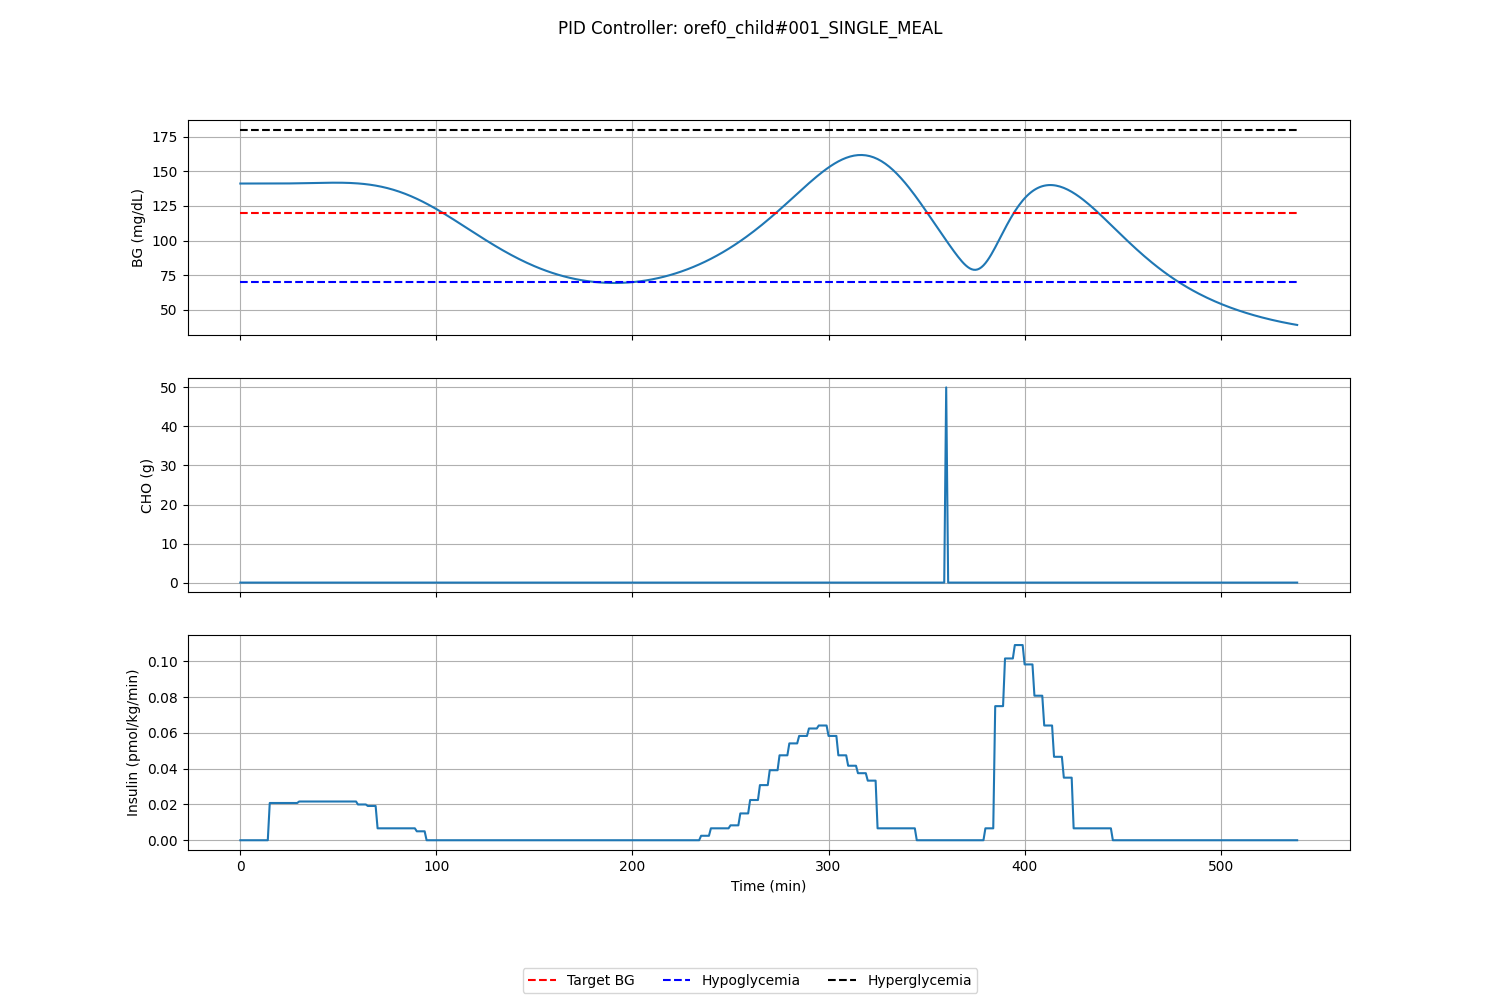 PID Controller: oref0_child#001_SINGLE_MEAL
175
150
125
100
75
50
BG (mg/dL)
50
40
30
20
10
0
CHO (g)
0.10
0.08
0.06
0.04
0.02
0.00
Insulin (pmol/kg/min)
0 100 200 300 400 500
Time (min)
Target BG Hypoglycemia Hyperglycemia